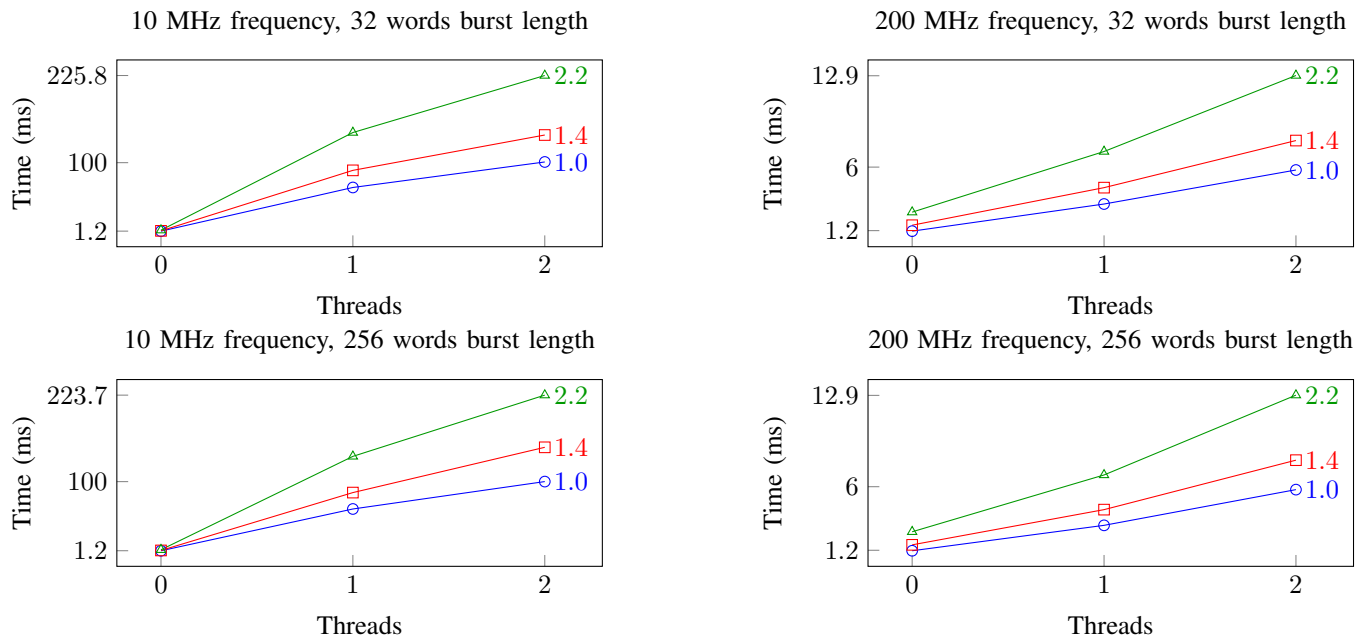 10 MHz frequency, 32 words burst length
225.8
100
1.2
Time (ms)
2.2
1.4
1.0
0 1 2
Threads
200 MHz frequency, 32 words burst length
12.9
6
1.2
Time (ms)
2.2
1.4
1.0
0 1 2
Threads
10 MHz frequency, 256 words burst length
223.7
100
1.2
Time (ms)
2.2
1.4
1.0
0 1 2
Threads
200 MHz frequency, 256 words burst length
12.9
6
1.2
Time (ms)
2.2
1.4
1.0
0 1 2
Threads